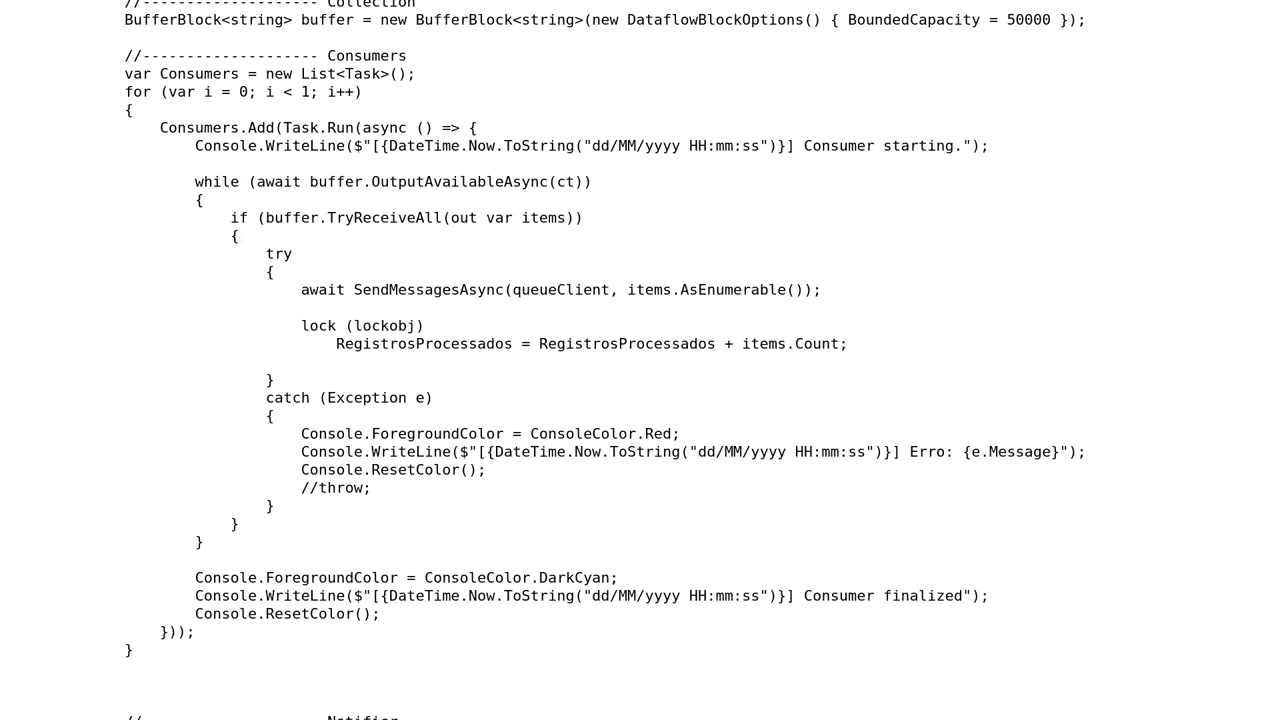 //-------------------- Collection
BufferBlock<string> buffer = new BufferBlock<string>(new DataflowBlockOptions() { BoundedCapacity = 50000 });

//-------------------- Consumers
var Consumers = new List<Task>();
for (var i = 0; i < 1; i++)
{
    Consumers.Add(Task.Run(async () => {
        Console.WriteLine($"[{DateTime.Now.ToString("dd/MM/yyyy HH:mm:ss")}] Consumer starting.");

        while (await buffer.OutputAvailableAsync(ct))
        {
            if (buffer.TryReceiveAll(out var items))
            {
                try
                {
                    await SendMessagesAsync(queueClient, items.AsEnumerable());

                    lock (lockobj)
                        RegistrosProcessados = RegistrosProcessados + items.Count;

                }
                catch (Exception e)
                {
                    Console.ForegroundColor = ConsoleColor.Red;
                    Console.WriteLine($"[{DateTime.Now.ToString("dd/MM/yyyy HH:mm:ss")}] Erro: {e.Message}");
                    Console.ResetColor();
                    //throw;
                }
            }
        }

        Console.ForegroundColor = ConsoleColor.DarkCyan;
        Console.WriteLine($"[{DateTime.Now.ToString("dd/MM/yyyy HH:mm:ss")}] Consumer finalized");
        Console.ResetColor();
    }));
}

//-------------------- Notifier